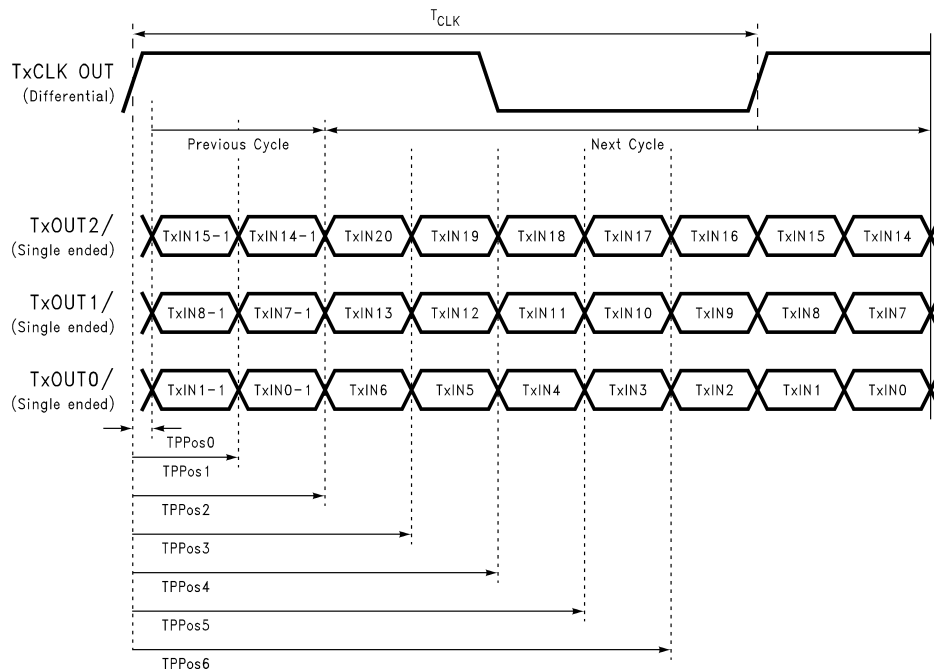 T_CLK
TxCLK OUT
(Differential)
Previous Cycle
Next Cycle
TxOUT2/
(Single ended)
TxIN15-1 TxIN14-1 TxIN20 TxIN19 TxIN18 TxIN17 TxIN16 TxIN15 TxIN14
TxOUT1/
(Single ended)
TxIN8-1 TxIN7-1 TxIN13 TxIN12 TxIN11 TxIN10 TxIN9 TxIN8 TxIN7
TxOUT0/
(Single ended)
TxIN1-1 TxIN0-1 TxIN6 TxIN5 TxIN4 TxIN3 TxIN2 TxIN1 TxIN0
TPPos0
TPPos1
TPPos2
TPPos3
TPPos4
TPPos5
TPPos6